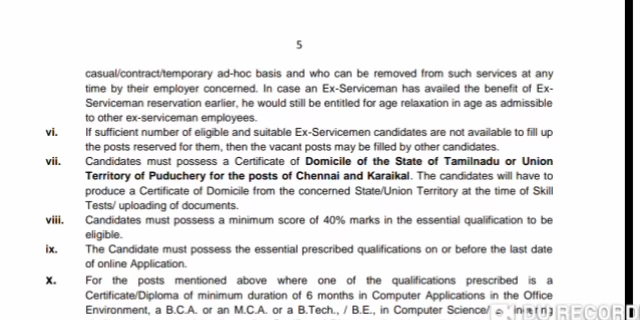 5
casual/contract/temporary ad-hoc basis and who can be removed from such services at any
time by their employer concerned. In case an Ex-Serviceman has availed the benefit of Ex-
Serviceman reservation earlier, he would still be entitled for age relaxation in age as admissible
to other ex-serviceman employees.
vi. If sufficient number of eligible and suitable Ex-Servicemen candidates are not available to fill up
the posts reserved for them, then the vacant posts may be filled by other candidates.
vii. Candidates must possess a Certificate of Domicile of the State of Tamilnadu or Union
Territory of Puduchery for the posts of Chennai and Karaikal. The candidates will have to
produce a Certificate of Domicile from the concerned State/Union Territory at the time of Skill
Tests/ uploading of documents.
viii. Candidates must possess a minimum score of 40% marks in the essential qualification to be
eligible.
ix. The Candidate must possess the essential prescribed qualifications on or before the last date
of online Application.
X. For the posts mentioned above where one of the qualifications prescribed is a
Certificate/Diploma of minimum duration of 6 months in Computer Applications in the Office
Environment, a B.C.A. or an M.C.A. or a B.Tech., / B.E., in Computer Science/
RECORD